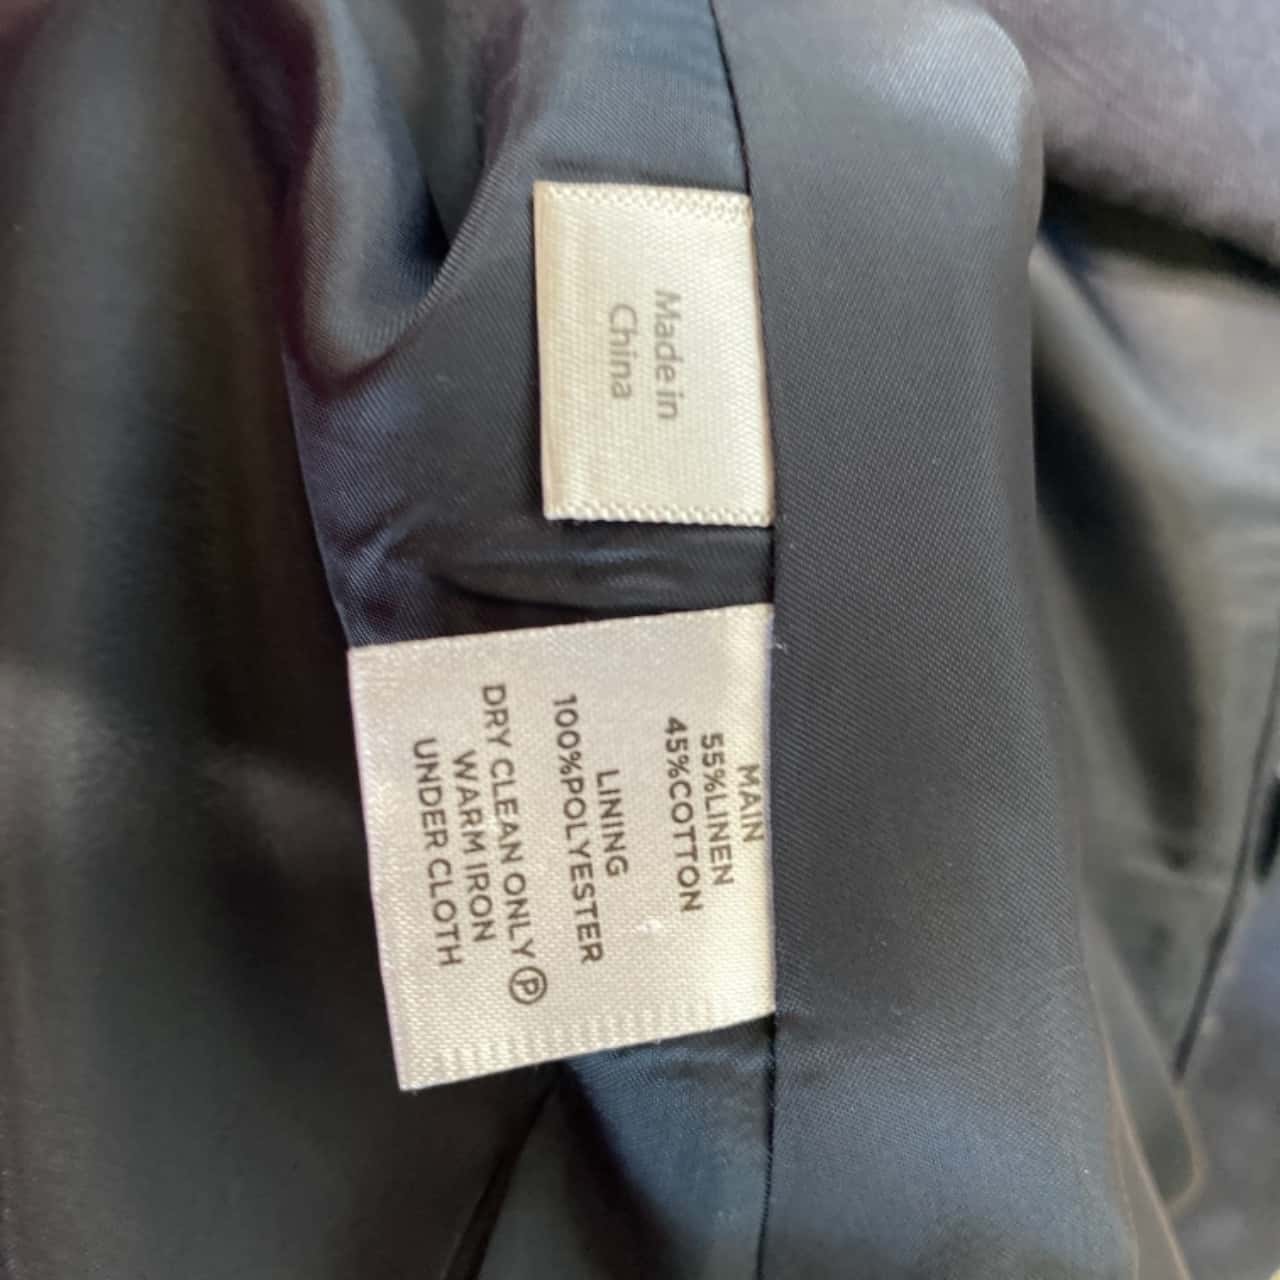 Made in
China
MAIN
55%LINEN
45%COTTON
LINING
100%POLYESTER
DRY CLEAN ONLY Ⓟ
WARM IRON
UNDER CLOTH